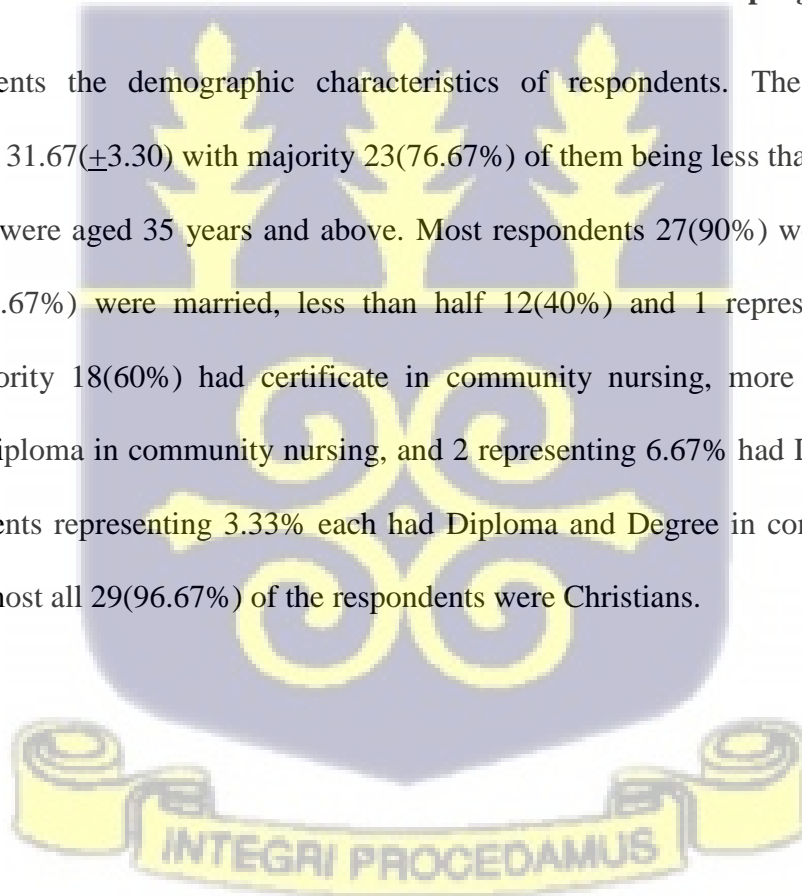 ents the demographic characteristics of respondents. The
31.67(±3.30) with majority 23(76.67%) of them being less tha
were aged 35 years and above. Most respondents 27(90%) w
.67%) were married, less than half 12(40%) and 1 repres
ority 18(60%) had certificate in community nursing, more
iploma in community nursing, and 2 representing 6.67% had
ents representing 3.33% each had Diploma and Degree in co
nost all 29(96.67%) of the respondents were Christians.
INTEGRI PROCEDAMUS